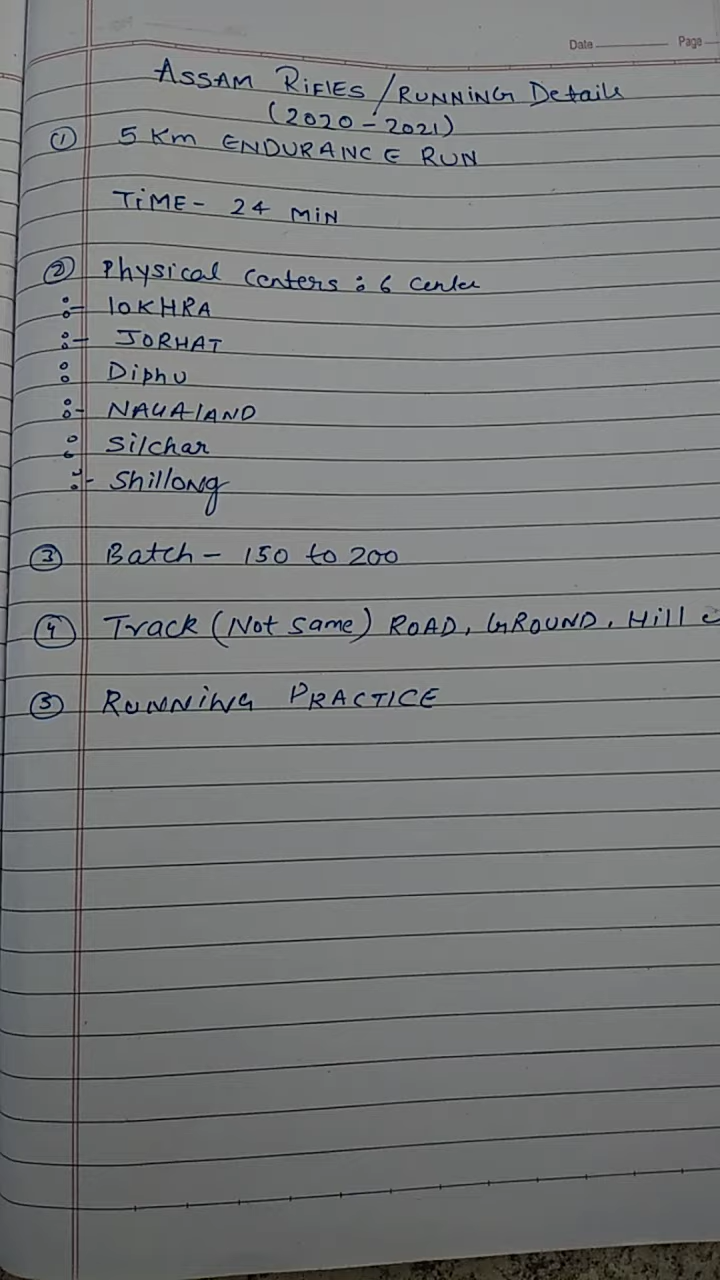 Date Page
ASSAM RIFLES / RUNNING Details
(2020-2021)
① 5 Km ENDURANCE RUN
TIME - 24 MIN
② Physical Centers : 6 Center
:- LOKHRA
:- JORHAT
: Diphu
:- NAGALAND
: Silchar
:- Shillong
③ Batch - 150 to 200
④ Track (Not same) ROAD, GROUND, Hill
⑤ RUNNING PRACTICE